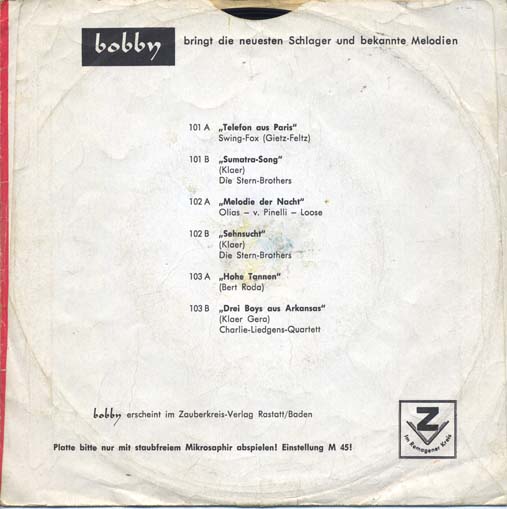 bobby bringt die neuesten Schlager und bekannte Melodien
101 A „Telefon aus Paris“
Swing-Fox (Gietz-Feltz)
101 B „Sumatra-Song“
(Klaer)
Die Stern-Brothers
102 A „Melodie der Nacht“
Olias – v. Pinelli – Loose
102 B „Sehnsucht“
(Klaer)
Die Stern-Brothers
103 A „Hohe Tannen“
(Bert Roda)
103 B „Drei Boys aus Arkansas“
(Klaer Gera)
Charlie-Liedgens-Quartett
bobby erscheint im Zauberkreis-Verlag Rastatt/Baden
Platte bitte nur mit staubfreiem Mikrosaphir abspielen! Einstellung M 45!
Z
im Remagener Kreis